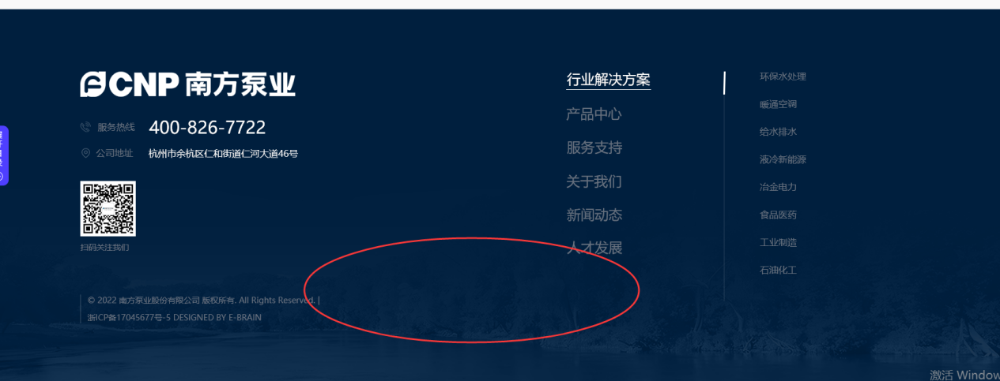 CNP 南方泵业
服务热线 400-826-7722
公司地址 杭州市余杭区仁和街道仁河大道46号
扫码关注我们
© 2022 南方泵业股份有限公司 版权所有. All Rights Reserved. |
浙ICP备17045677号-5 DESIGNED BY E-BRAIN
行业解决方案
产品中心
服务支持
关于我们
新闻动态
人才发展
环保水处理
暖通空调
给水排水
液冷新能源
冶金电力
食品医药
工业制造
石油化工
激活 Window